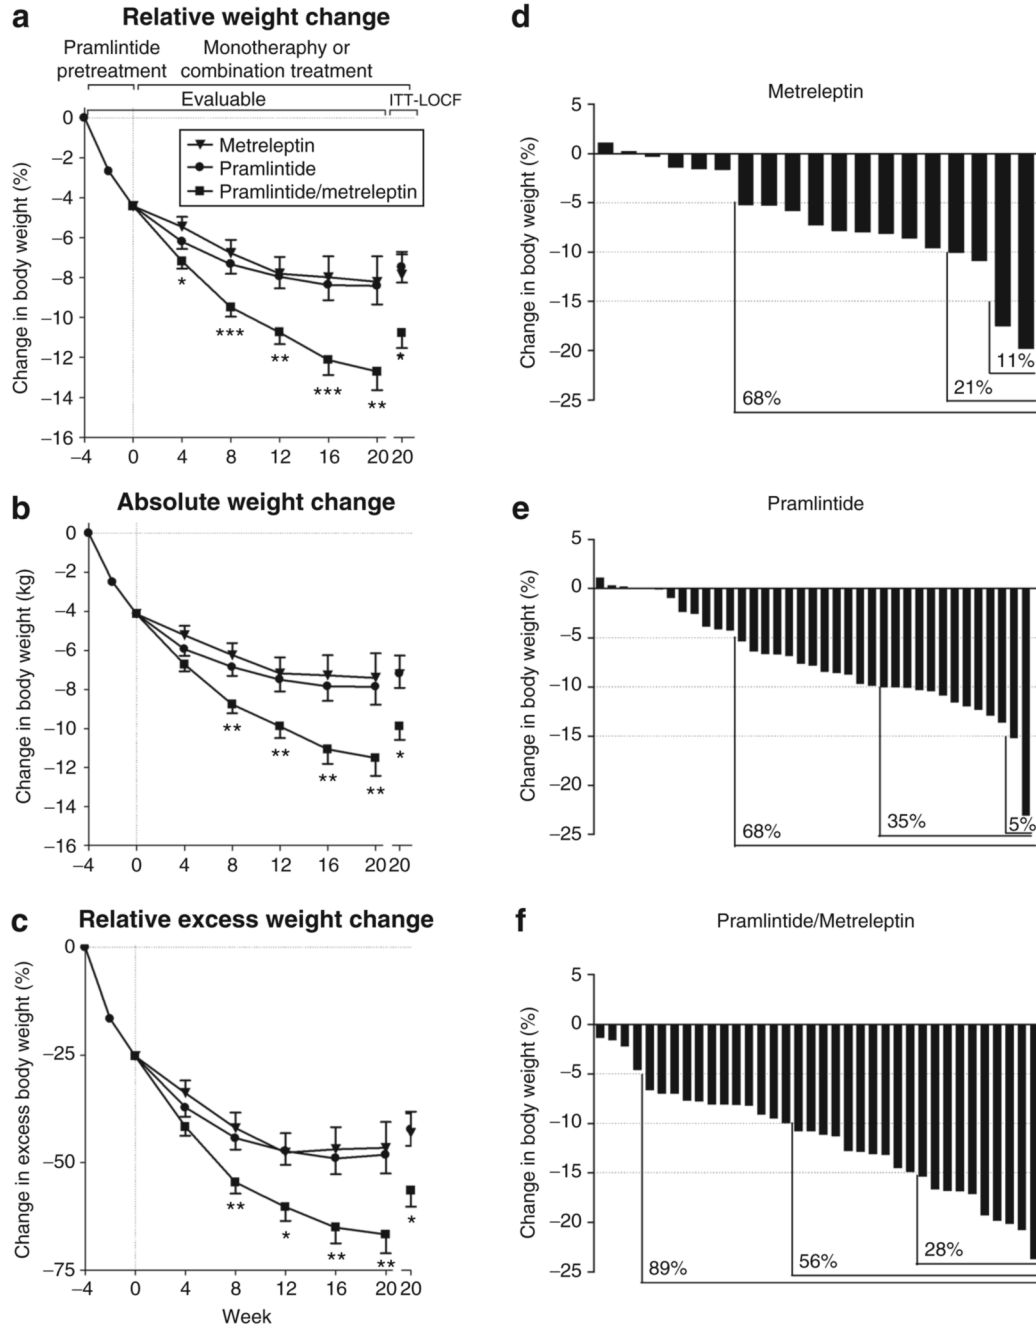 a
Relative weight change
Pramlintide
pretreatment
Monotheraphy or
combination treatment
Evaluable
ITT-LOCF
Metreleptin
Pramlintide
Pramlintide/metreleptin
Change in body weight (%)
0
−2
−4
−6
−8
−10
−12
−14
−16
*
***
**
***
**
*
−4 0 4 8 12 16 20 20
b
Absolute weight change
Change in body weight (kg)
0
−2
−4
−6
−8
−10
−12
−14
−16
**
**
**
**
*
−4 0 4 8 12 16 20 20
c
Relative excess weight change
Change in excess body weight (%)
0
−25
−50
−75
**
*
**
**
*
−4 0 4 8 12 16 20 20
Week
d
Metreleptin
Change in body weight (%)
5
0
−5
−10
−15
−20
−25
68%
21%
11%
e
Pramlintide
Change in body weight (%)
5
0
−5
−10
−15
−20
−25
68%
35%
5%
f
Pramlintide/Metreleptin
Change in body weight (%)
5
0
−5
−10
−15
−20
−25
89%
56%
28%